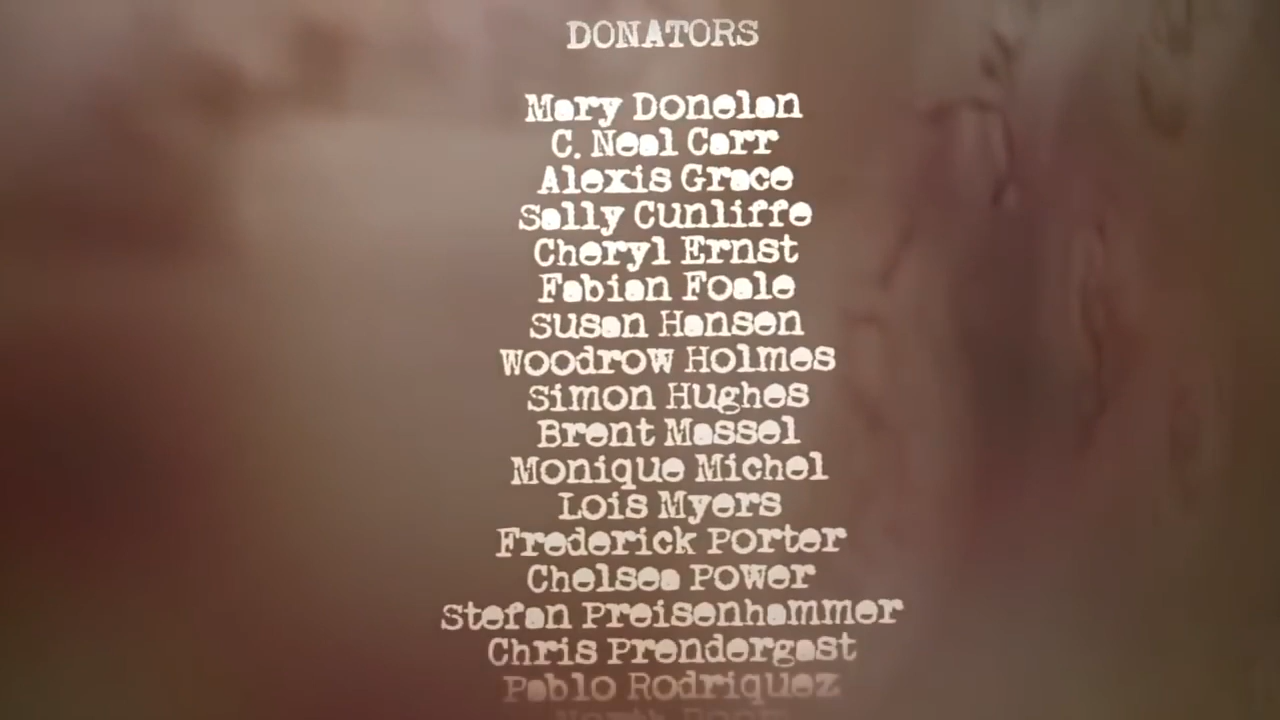 DONATORS
Mary Donelan
C. Neal Carr
Alexis Grace
Sally Cunliffe
Cheryl Ernst
Fabian Foale
Susan Hansen
Woodrow Holmes
Simon Hughes
Brent Massel
Monique Michel
Lois Myers
Frederick Porter
Chelsea Power
Stefan Preisenhammer
Chris Prendergast
Pablo Rodriquez